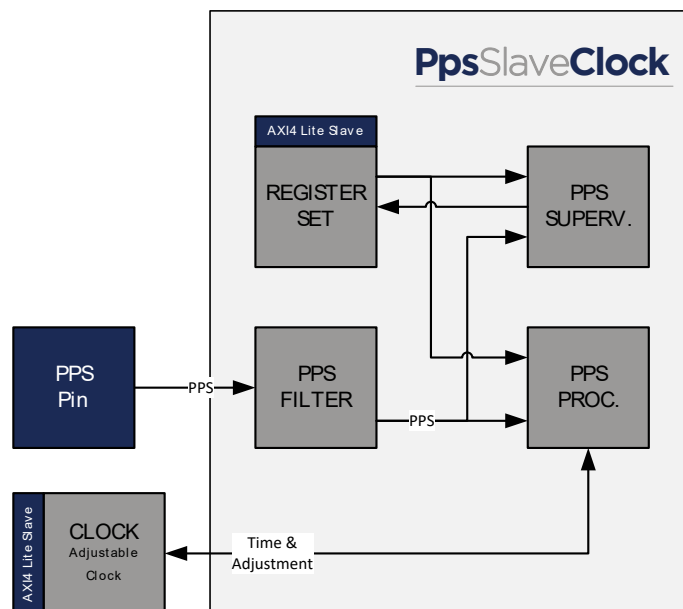 PpsSlaveClock
AXI4 Lite Slave
REGISTER
SET
PPS
SUPERV.
PPS
Pin
PPS
PPS
FILTER
PPS
PPS
PROC.
AXI4 Lite Slave
CLOCK
Adjustable
Clock
Time &
Adjustment